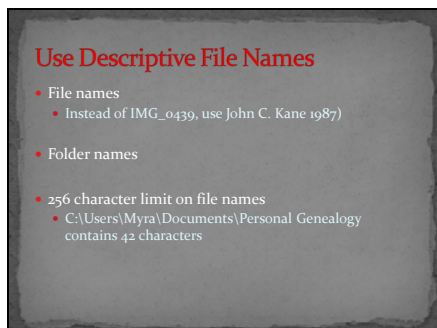 Use Descriptive File Names
• File names
• Instead of IMG_0439, use John C. Kane 1987)
• Folder names
• 256 character limit on file names
• C:\Users\Myra\Documents\Personal Genealogy
contains 42 characters